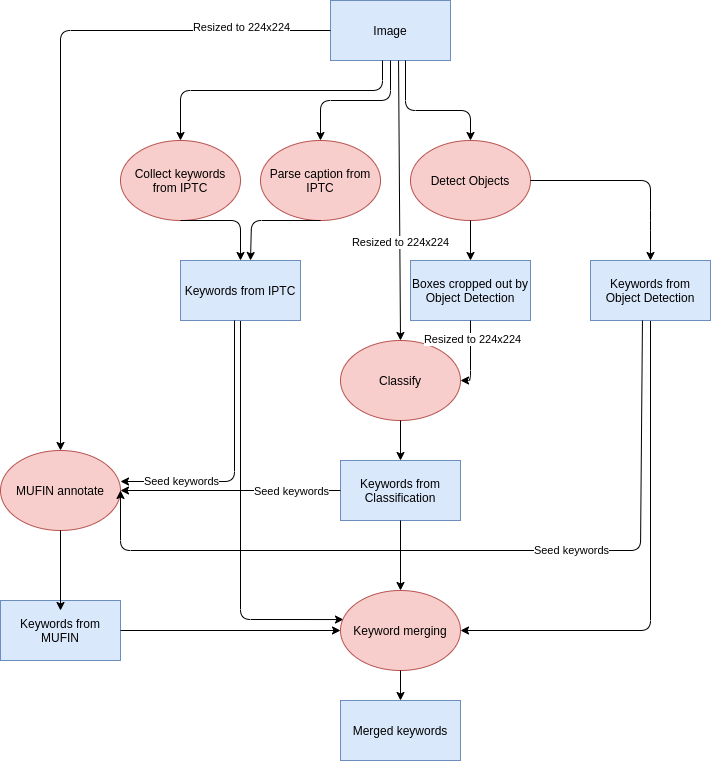 Resized to 224x224
Image
Collect keywords
from IPTC
Parse caption from
IPTC
Detect Objects
Resized to 224x224
Keywords from IPTC
Boxes cropped out by
Object Detection
Keywords from
Object Detection
Resized to 224x224
Classify
MUFIN annotate
Seed keywords
Seed keywords
Keywords from
Classification
Seed keywords
Keywords from
MUFIN
Keyword merging
Merged keywords